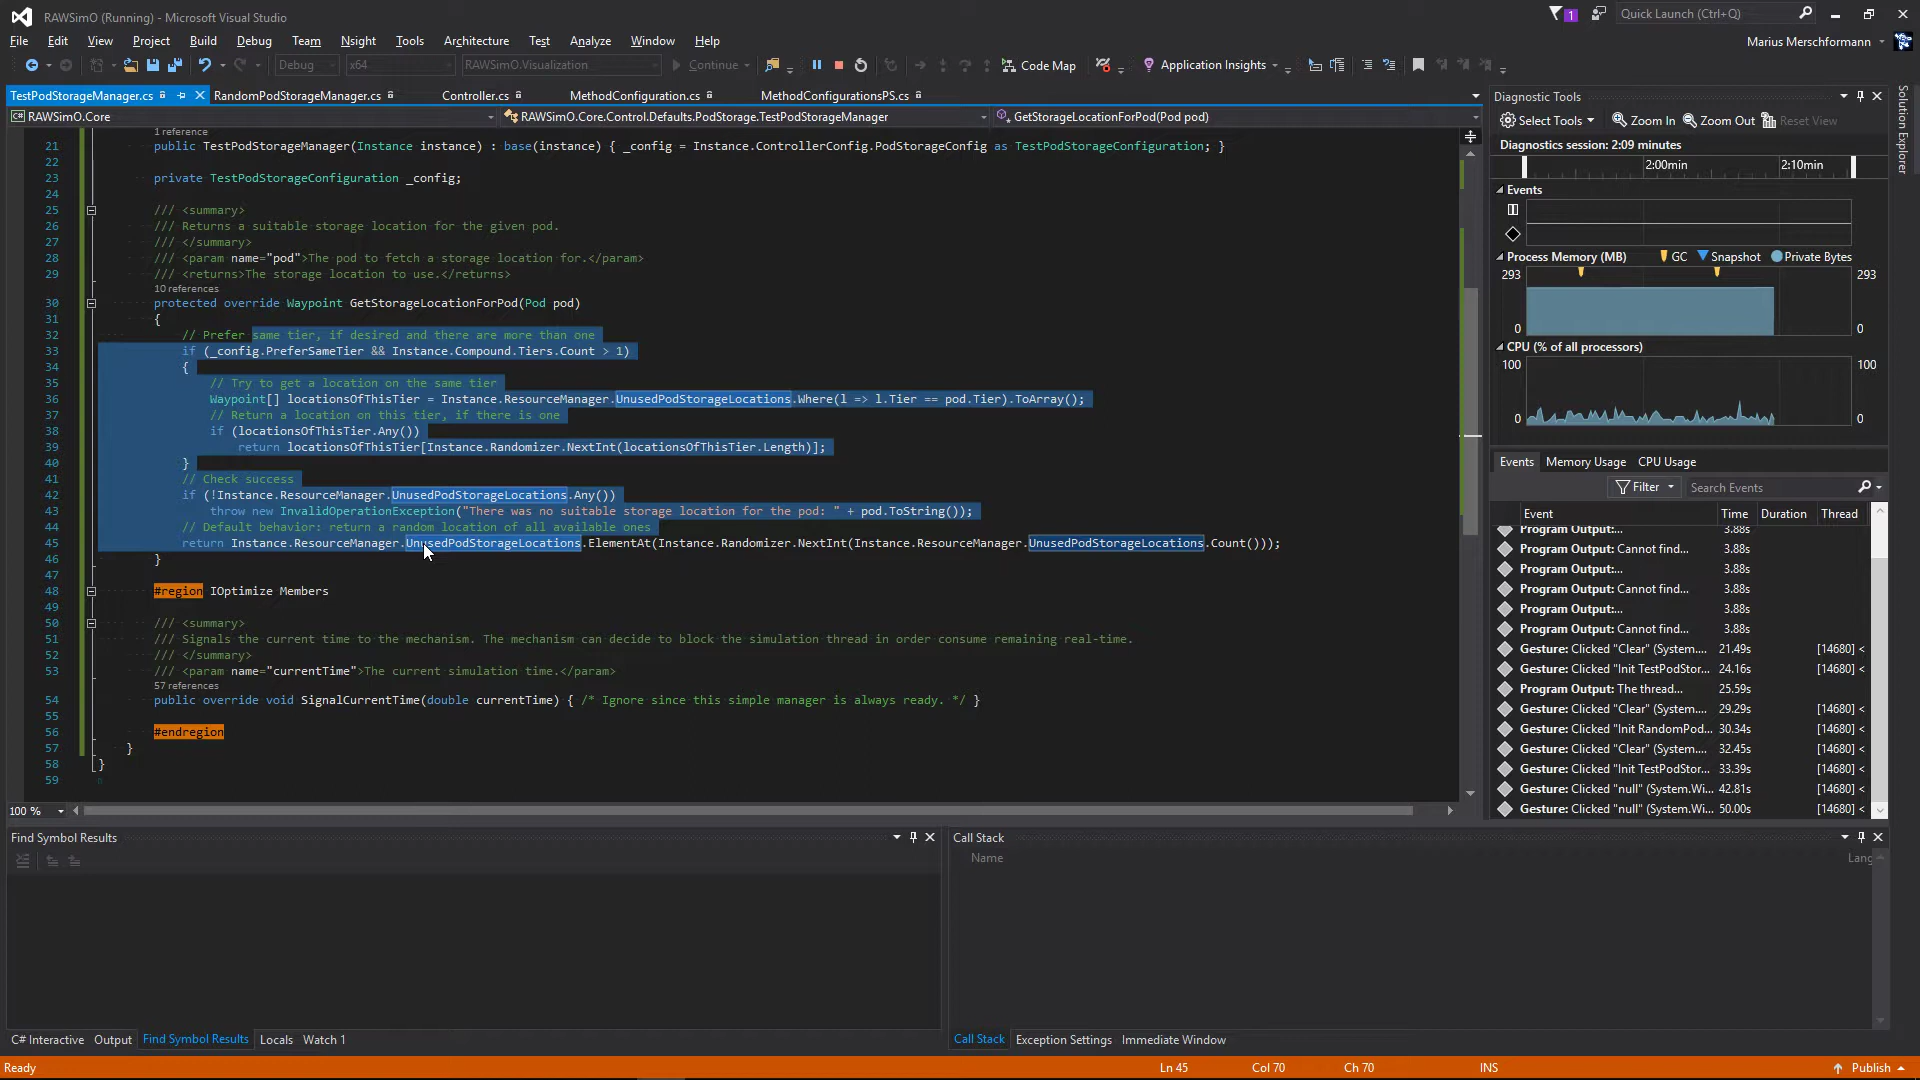 RAWSimO (Running) - Microsoft Visual Studio
1
Quick Launch (Ctrl+Q)
File Edit View Project Build Debug Team Nsight Tools Architecture Test Analyze Window Help
Marius Merschformann
Debug x64 RAWSimO.Visualization Continue Code Map Application Insights
TestPodStorageManager.cs RandomPodStorageManager.cs Controller.cs MethodConfiguration.cs MethodConfigurationsPS.cs
RAWSimO.Core RAWSimO.Core.Control.Defaults.PodStorage.TestPodStorageManager GetStorageLocationForPod(Pod pod)
1 reference
21 public TestPodStorageManager(Instance instance) : base(instance) { _config = Instance.ControllerConfig.PodStorageConfig as TestPodStorageConfiguration; }
22
23 private TestPodStorageConfiguration _config;
24
25 /// <summary>
26 /// Returns a suitable storage location for the given pod.
27 /// </summary>
28 /// <param name="pod">The pod to fetch a storage location for.</param>
29 /// <returns>The storage location to use.</returns>
10 references
30 protected override Waypoint GetStorageLocationForPod(Pod pod)
31 {
32 // Prefer same tier, if desired and there are more than one
33 if (_config.PreferSameTier && Instance.Compound.Tiers.Count > 1)
34 {
35 // Try to get a location on the same tier
36 Waypoint[] locationsOfThisTier = Instance.ResourceManager.UnusedPodStorageLocations.Where(l => l.Tier == pod.Tier).ToArray();
37 // Return a location on this tier, if there is one
38 if (locationsOfThisTier.Any())
39 return locationsOfThisTier[Instance.Randomizer.NextInt(locationsOfThisTier.Length)];
40 }
41 // Check success
42 if (!Instance.ResourceManager.UnusedPodStorageLocations.Any())
43 throw new InvalidOperationException("There was no suitable storage location for the pod: " + pod.ToString());
44 // Default behavior: return a random location of all available ones
45 return Instance.ResourceManager.UnusedPodStorageLocations.ElementAt(Instance.Randomizer.NextInt(Instance.ResourceManager.UnusedPodStorageLocations.Count()));
46 }
47
48 #region IOptimize Members
49
50 /// <summary>
51 /// Signals the current time to the mechanism. The mechanism can decide to block the simulation thread in order consume remaining real-time.
52 /// </summary>
53 /// <param name="currentTime">The current simulation time.</param>
57 references
54 public override void SignalCurrentTime(double currentTime) { /* Ignore since this simple manager is always ready. */ }
55
56 #endregion
57 }
58 }
59
100 %
Diagnostic Tools
Select Tools Zoom In Zoom Out Reset View
Diagnostics session: 2:09 minutes
2:00min 2:10min
Events
Process Memory (MB) GC Snapshot Private Bytes
293 293
0 0
CPU (% of all processors)
100 100
0 0
Events Memory Usage CPU Usage
Filter Search Events
Event Time Duration Thread
Program Output: 3.88s
Program Output: Cannot find... 3.88s
Program Output:... 3.88s
Program Output: Cannot find... 3.88s
Program Output:... 3.88s
Program Output: Cannot find... 3.88s
Gesture: Clicked "Clear" (System.... 21.49s [14680] <
Gesture: Clicked "Init TestPodStor... 24.16s [14680] <
Program Output: The thread... 25.59s
Gesture: Clicked "Clear" (System.... 29.29s [14680] <
Gesture: Clicked "Init RandomPod... 30.34s [14680] <
Gesture: Clicked "Clear" (System.... 32.45s [14680] <
Gesture: Clicked "Init TestPodStor... 33.39s [14680] <
Gesture: Clicked "null" (System.Wi... 42.81s [14680] <
Gesture: Clicked "null" (System.Wi... 50.00s [14680] <
Solution Explorer
Find Symbol Results
Call Stack
Name Lang
C# Interactive Output Find Symbol Results Locals Watch 1
Call Stack Exception Settings Immediate Window
Ready Ln 45 Col 70 Ch 70 INS Publish